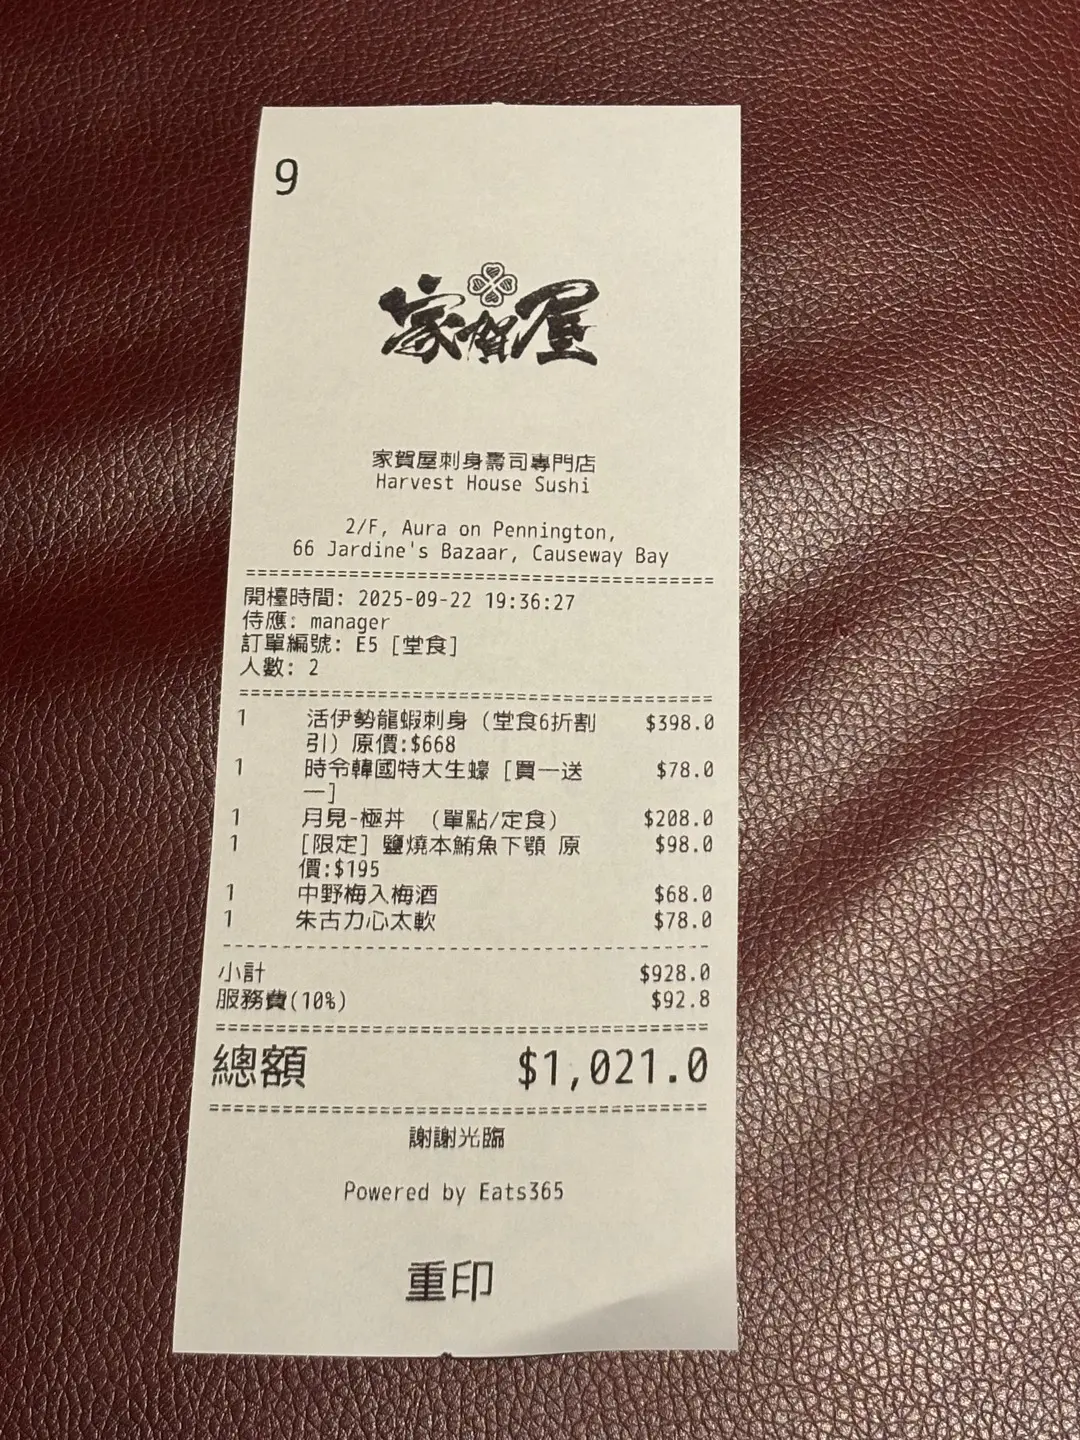 9
家賀屋
家賀屋刺身壽司專門店
Harvest House Sushi
2/F, Aura on Pennington,
66 Jardine's Bazaar, Causeway Bay
開檯時間: 2025-09-22 19:36:27
侍應: manager
訂單編號: E5 [堂食]
人數: 2
1 活伊勢龍蝦刺身 (堂食6折割 $398.0
引) 原價:$668
1 時令韓國特大生蠔 [買一送 $78.0
一]
1 月見-極丼 (單點/定食) $208.0
1 [限定] 鹽燒本鮪魚下顎 原 $98.0
價:$195
1 中野梅入梅酒 $68.0
1 朱古力心太軟 $78.0
小計 $928.0
服務費(10%) $92.8
總額 $1,021.0
謝謝光臨
Powered by Eats365
重印